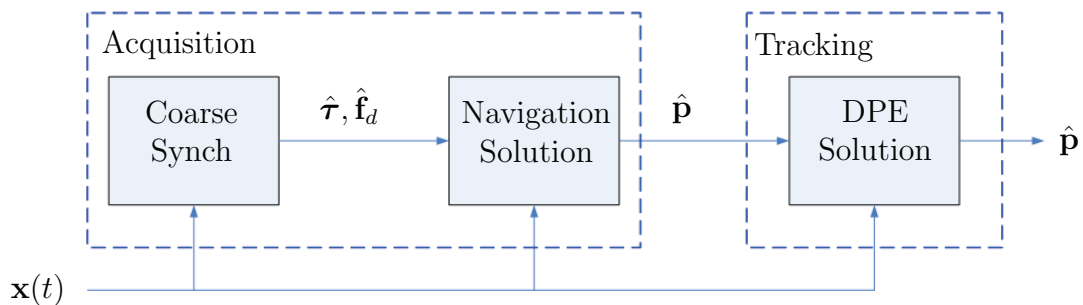 Acquisition
Tracking
Coarse
Synch
τ̂, f̂_d
Navigation
Solution
p̂
DPE
Solution
p̂
x(t)